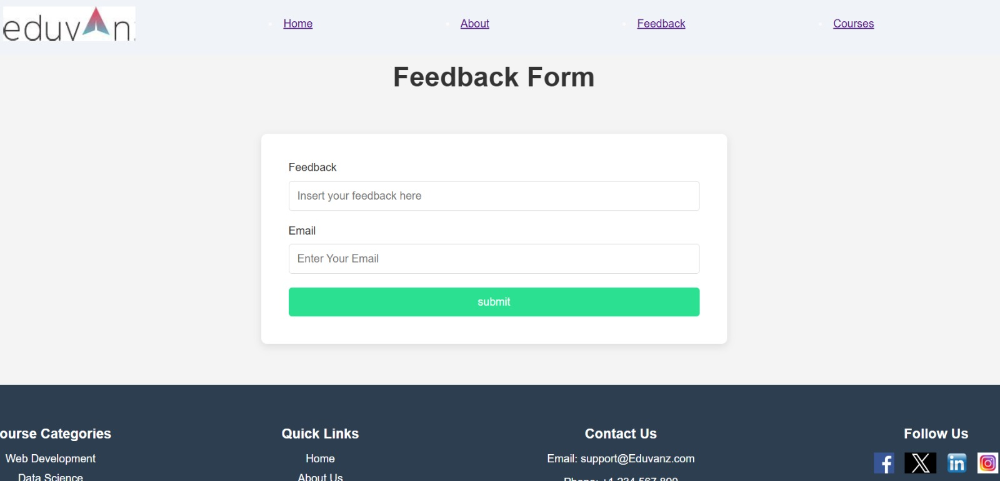 eduvAn
Home
About
Feedback
Courses
Feedback Form
Feedback
Insert your feedback here
Email
Enter Your Email
submit
ourse Categories
Quick Links
Contact Us
Follow Us
Web Development
Home
Email: support@Eduvanz.com
Data Science
About Us
Phone: +1 234 567 890